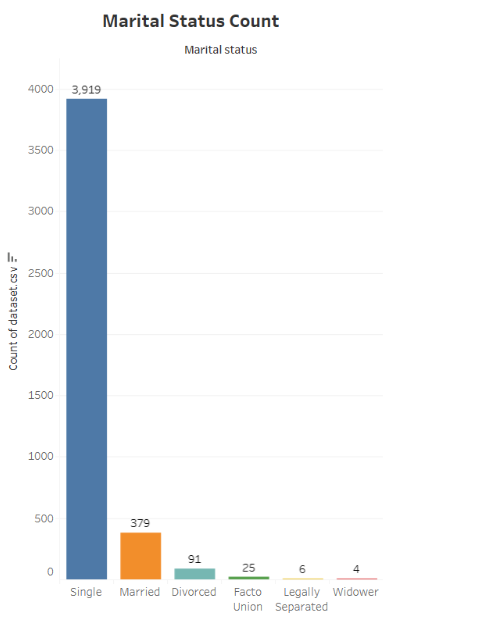 Marital Status Count
Marital status
4000
3500
3000
2500
2000
1500
1000
500
0
Count of dataset.csv
3,919
379
91
25
6
4
Single
Married
Divorced
Facto
Union
Legally
Separated
Widower